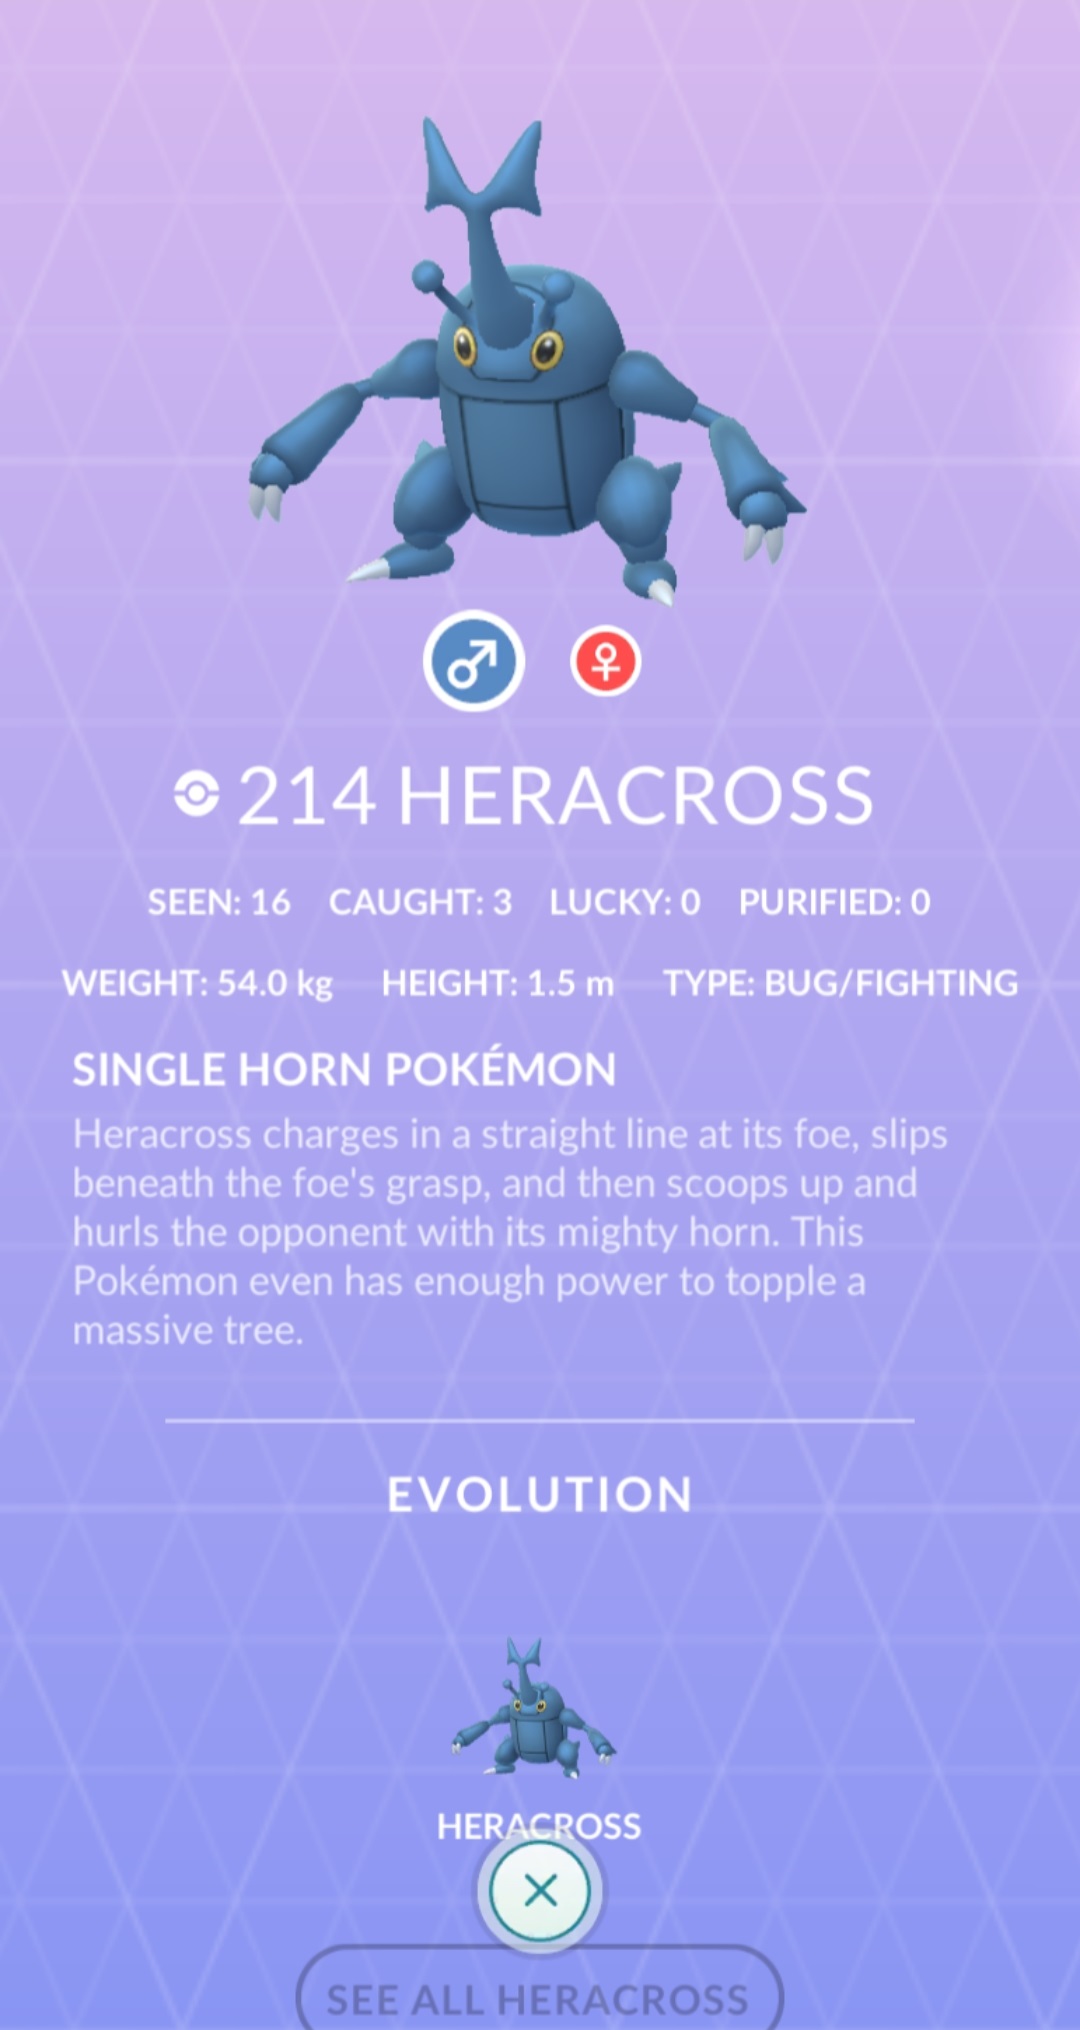 214 HERACROSS
SEEN: 16 CAUGHT: 3 LUCKY: 0 PURIFIED: 0
WEIGHT: 54.0 kg HEIGHT: 1.5 m TYPE: BUG/FIGHTING
SINGLE HORN POKÉMON
Heracross charges in a straight line at its foe, slips
beneath the foe's grasp, and then scoops up and
hurls the opponent with its mighty horn. This
Pokémon even has enough power to topple a
massive tree.
EVOLUTION
HERACROSS
SEE ALL HERACROSS